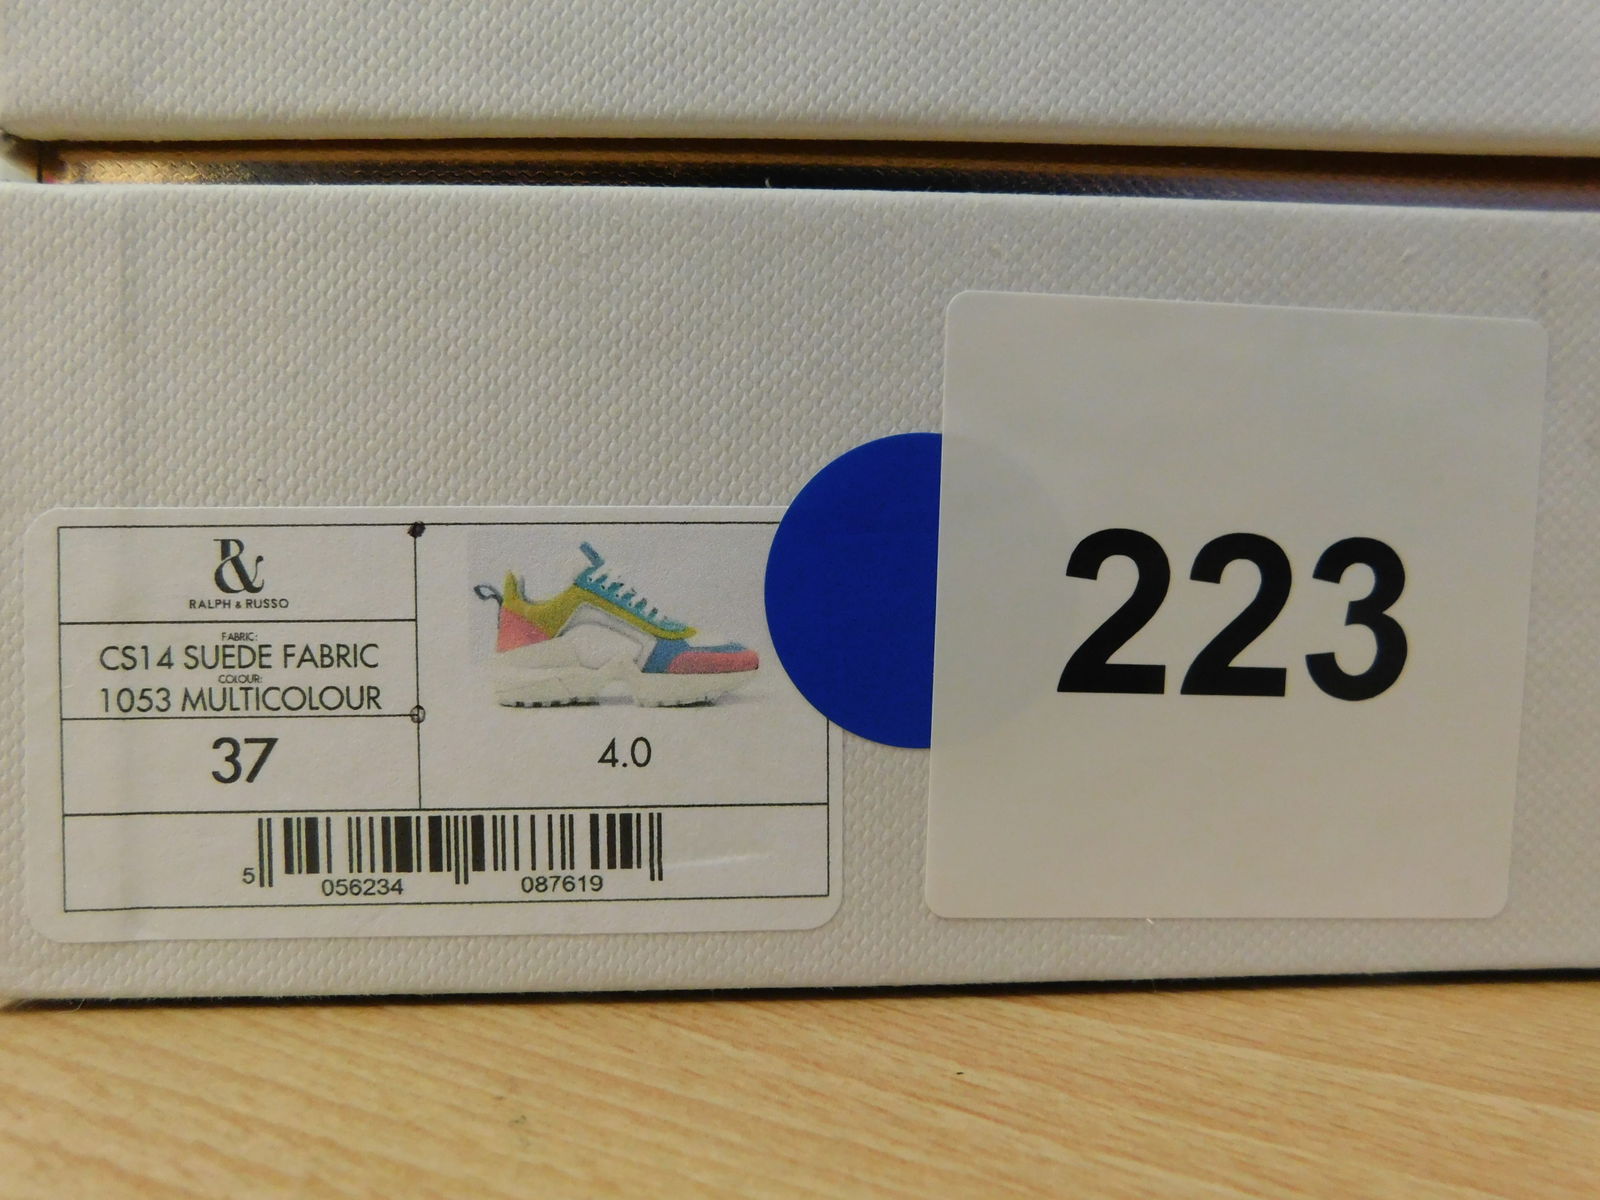 &
RALPH & RUSSO
FABRIC:
CS14 SUEDE FABRIC
COLOUR:
1053 MULTICOLOUR
37
4.0
5 056234 087619
223